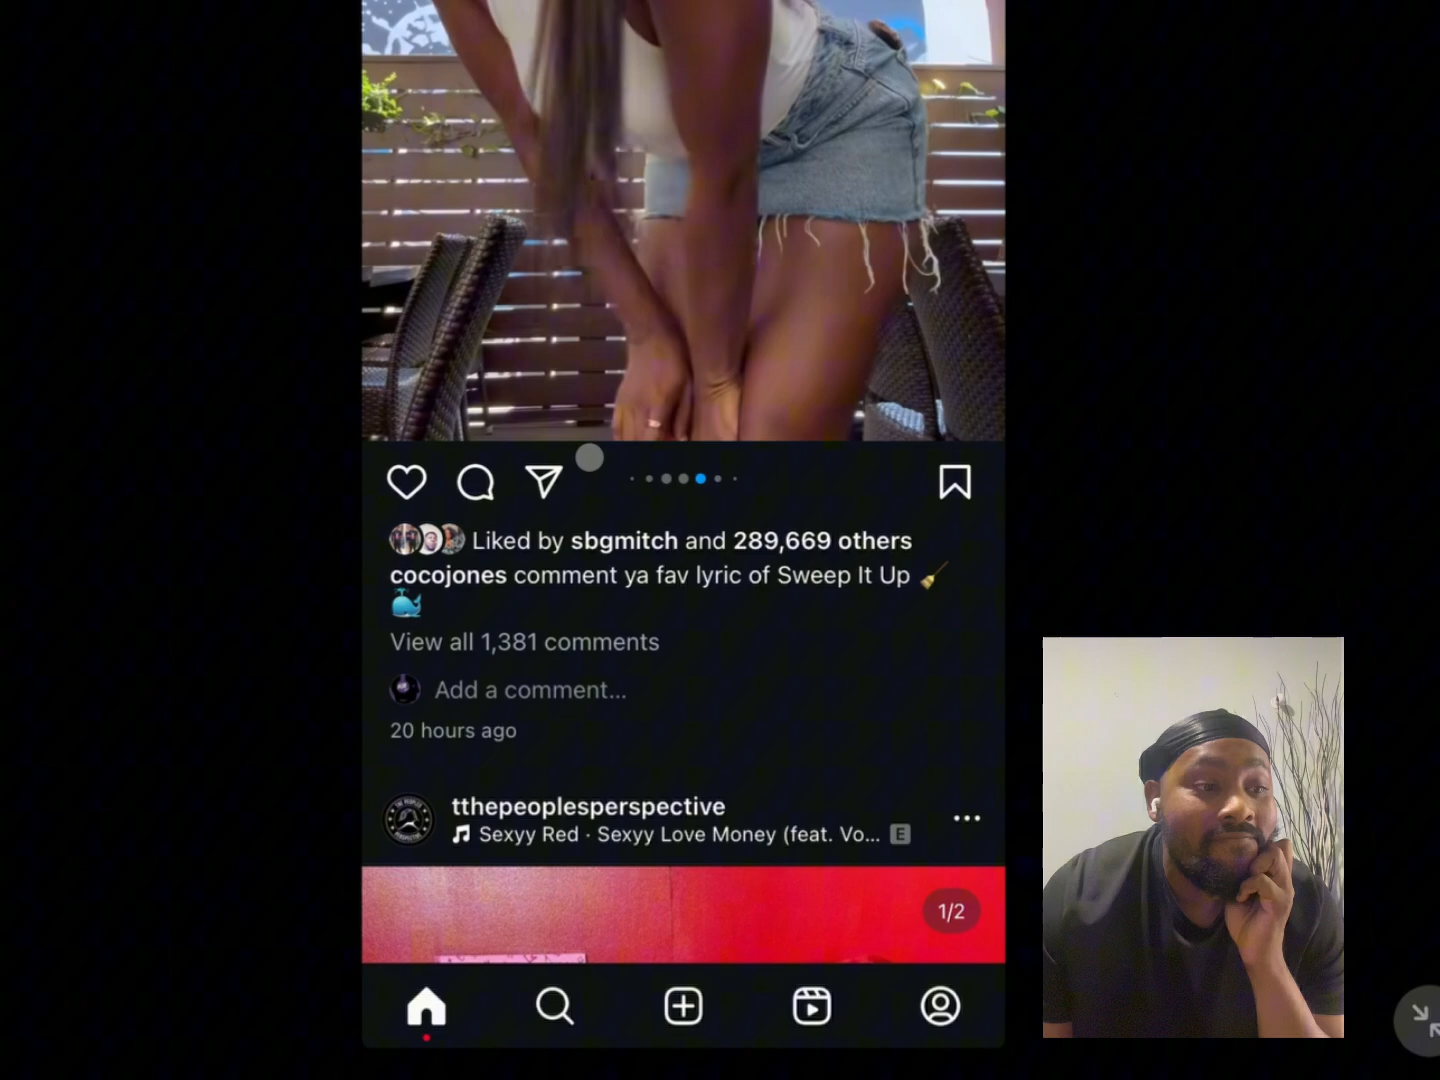 Liked by sbgmitch and 289,669 others
cocojones comment ya fav lyric of Sweep It Up 🧹
🐳
View all 1,381 comments
Add a comment...
20 hours ago
tthepeoplesperspective
Sexyy Red · Sexyy Love Money (feat. Vo... E
1/2